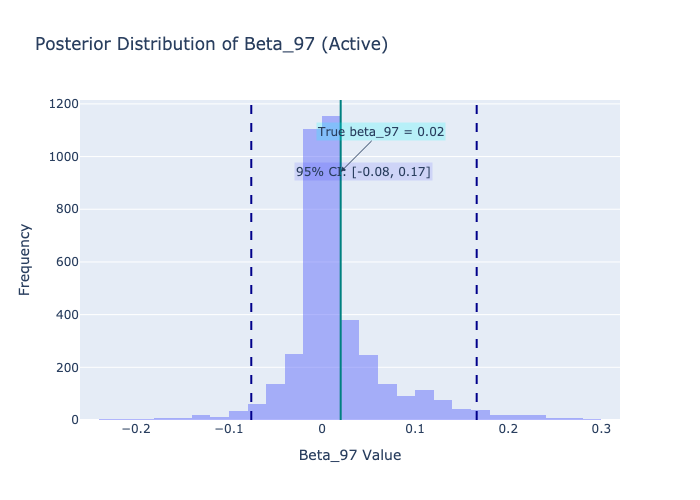 Posterior Distribution of Beta_97 (Active)
1200
True beta_97 = 0.02
1000
95% CI: [-0.08, 0.17]
800
Frequency
600
400
200
0
−0.2
−0.1
0
0.1
0.2
0.3
Beta_97 Value